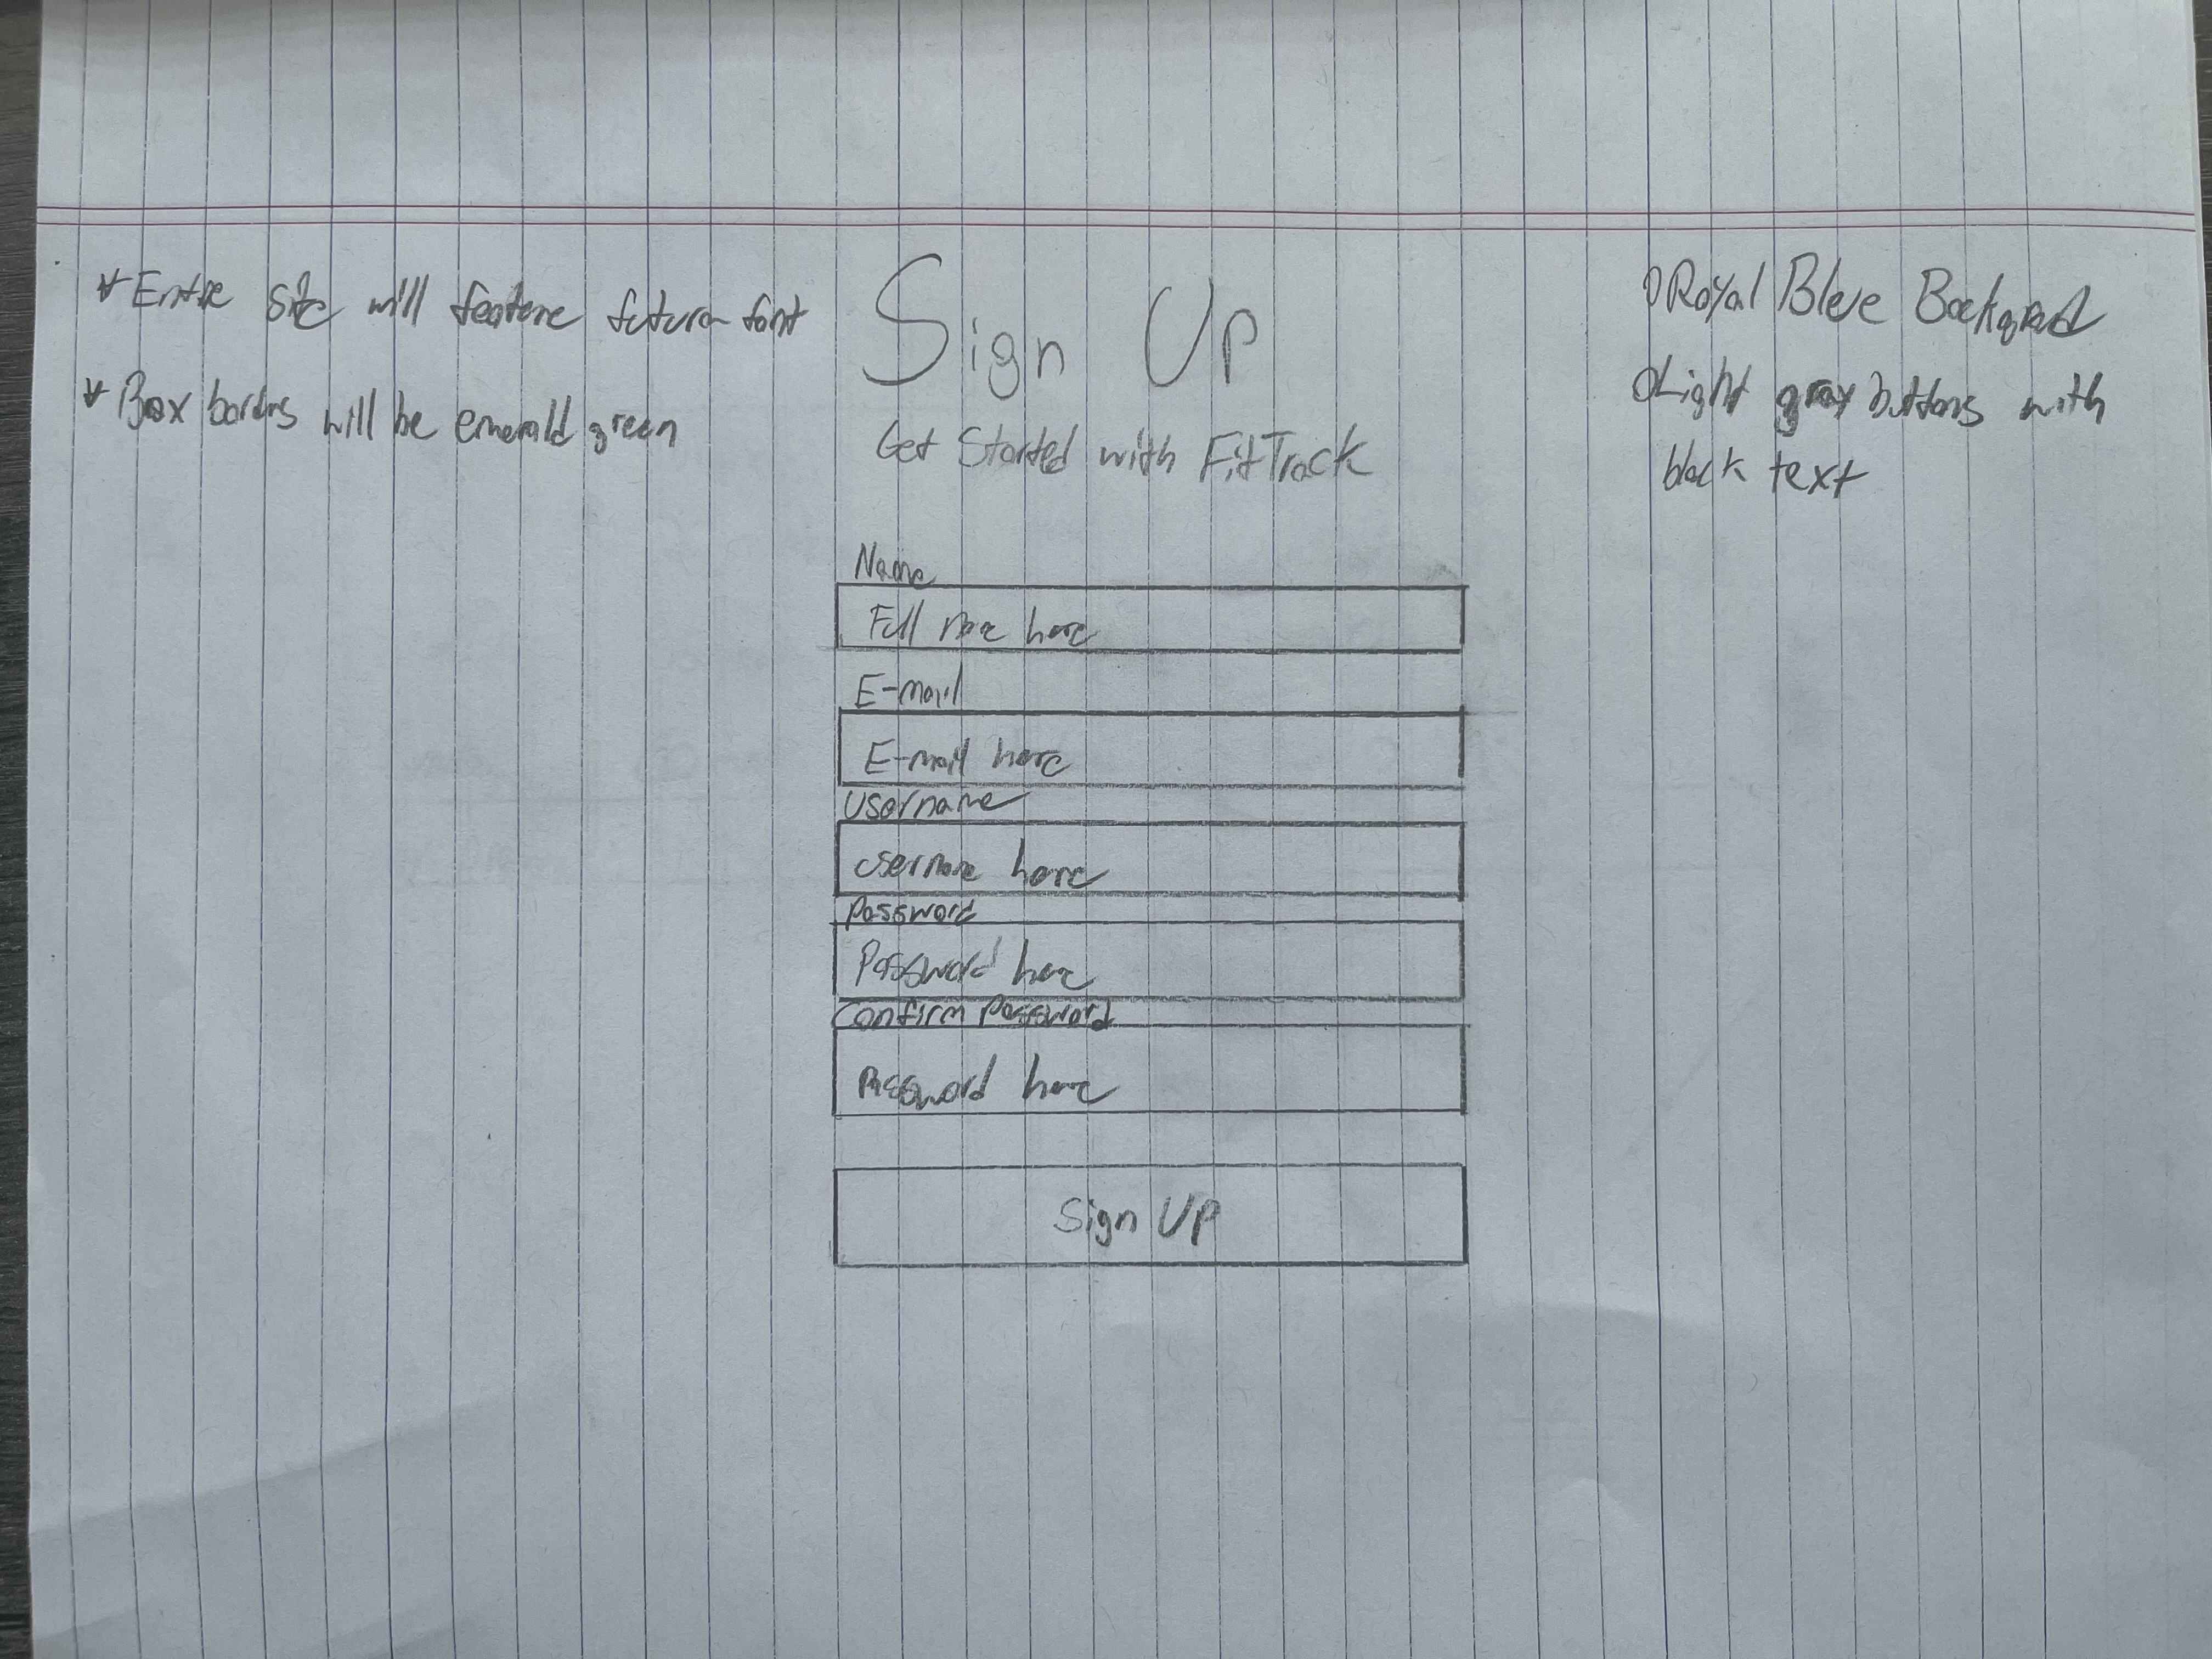 * Entire site will feature futura font
* Box borders will be emerald green
Sign Up
Get Started with FitTrack
Royal Blue Background
Light gray buttons with
black text
Name
Full name here
E-mail
E-mail here
Username
username here
Password
Password here
Confirm Password
Password here
Sign UP